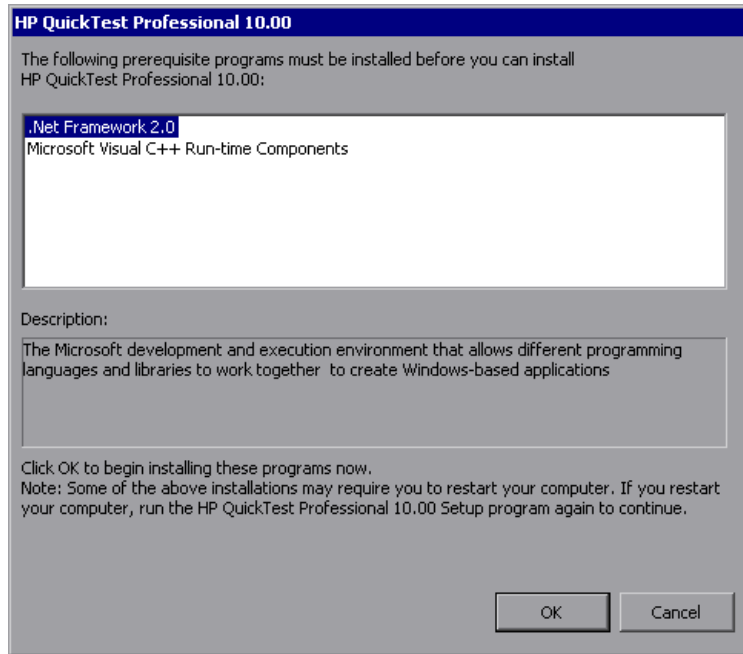 HP QuickTest Professional 10.00
The following prerequisite programs must be installed before you can install
HP QuickTest Professional 10.00:
.Net Framework 2.0
Microsoft Visual C++ Run-time Components
Description:
The Microsoft development and execution environment that allows different programming
languages and libraries to work together  to create Windows-based applications
Click OK to begin installing these programs now.
Note: Some of the above installations may require you to restart your computer. If you restart
your computer, run the HP QuickTest Professional 10.00 Setup program again to continue.
OK
Cancel